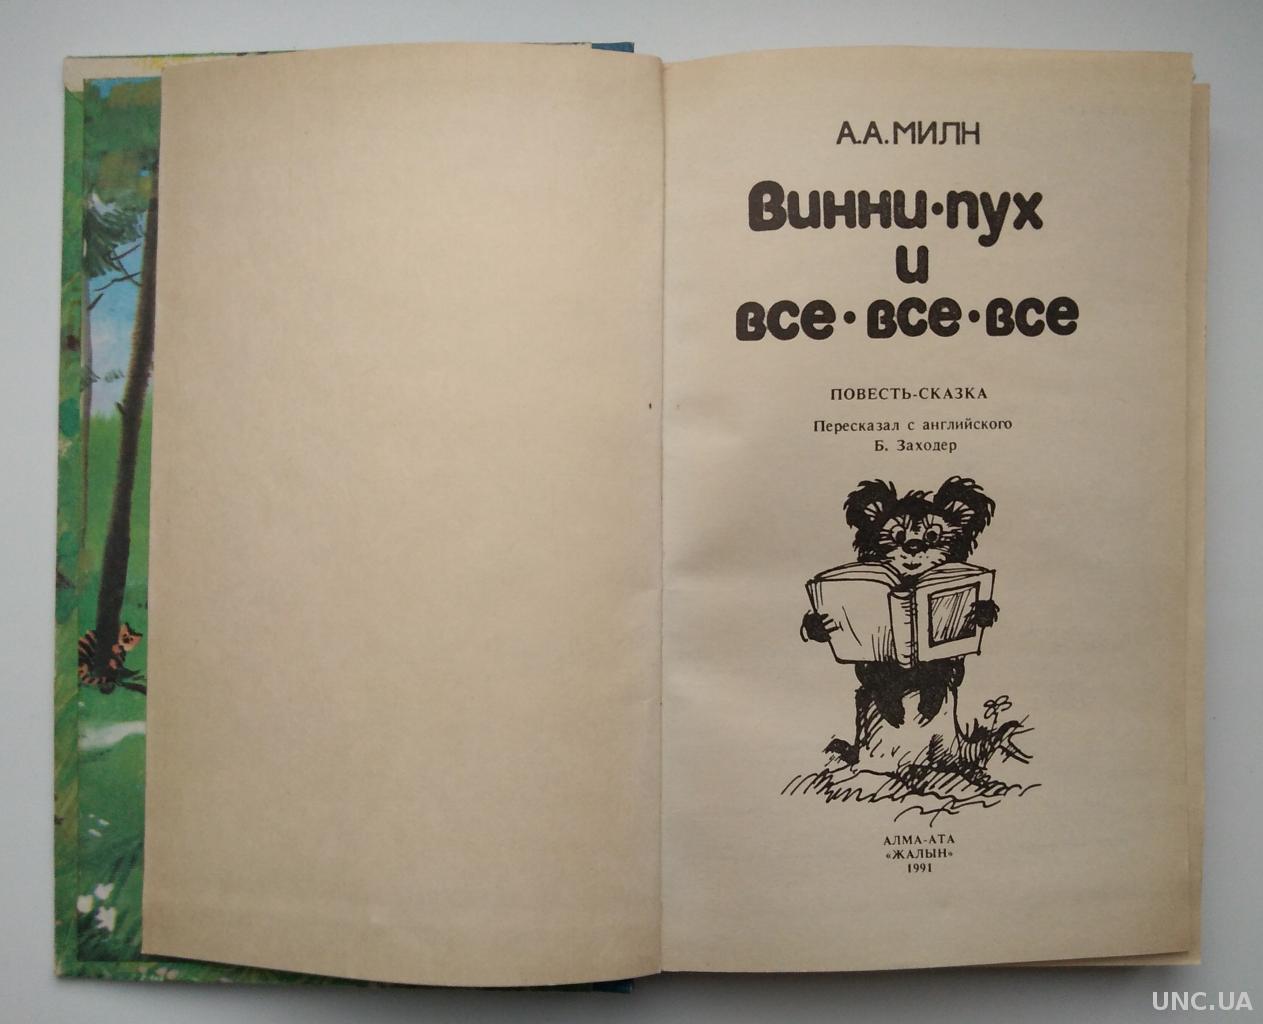 А.А.МИЛН
Винни·пух
и
все·все·все
ПОВЕСТЬ-СКАЗКА
Пересказал с английского
Б. Заходер
АЛМА-АТА
«ЖАЛЫН»
1991
UNC.UA